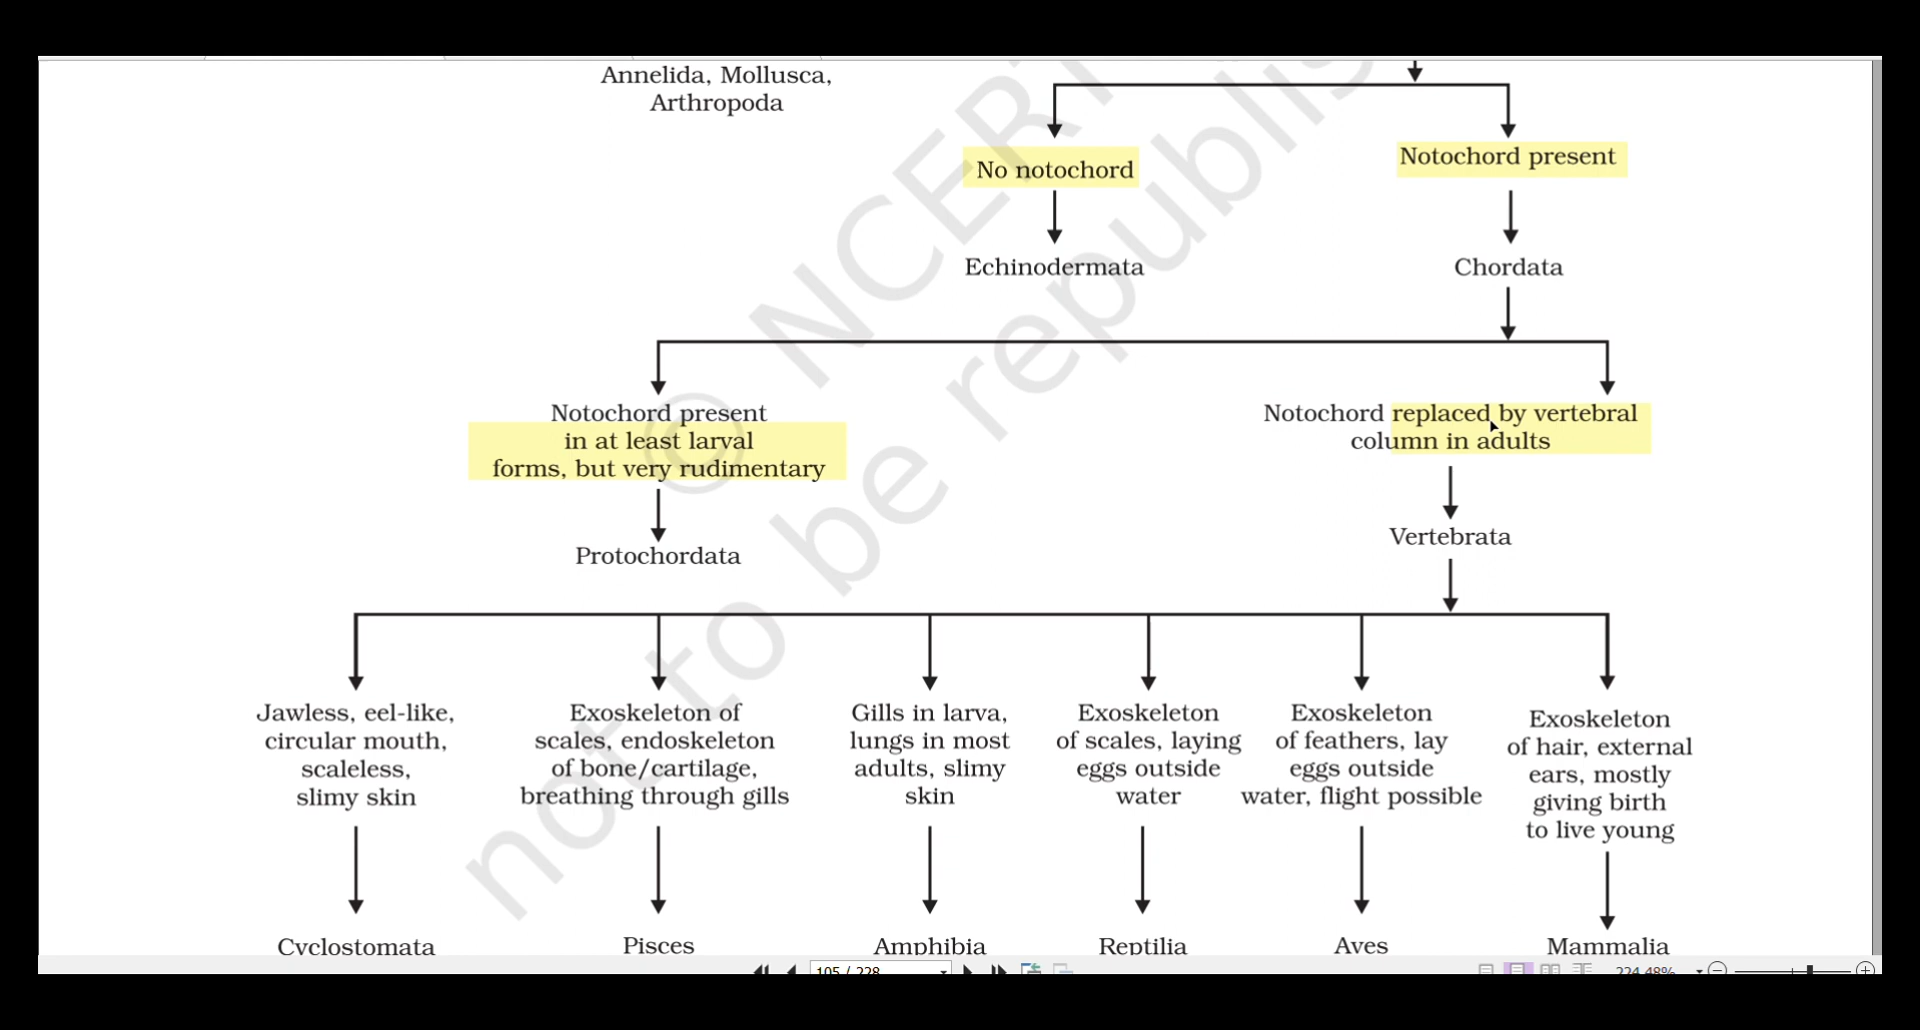 Annelida, Mollusca,
Arthropoda
No notochord
Notochord present
Echinodermata
Chordata
Notochord present
in at least larval
forms, but very rudimentary
Notochord replaced by vertebral
column in adults
Protochordata
Vertebrata
Jawless, eel-like,
circular mouth,
scaleless,
slimy skin
Exoskeleton of
scales, endoskeleton
of bone/cartilage,
breathing through gills
Gills in larva,
lungs in most
adults, slimy
skin
Exoskeleton
of scales, laying
eggs outside
water
Exoskeleton
of feathers, lay
eggs outside
water, flight possible
Exoskeleton
of hair, external
ears, mostly
giving birth
to live young
Cyclostomata
Pisces
Amphibia
Reptilia
Aves
Mammalia
© NCERT
not to be republis
105 / 228
224.48%